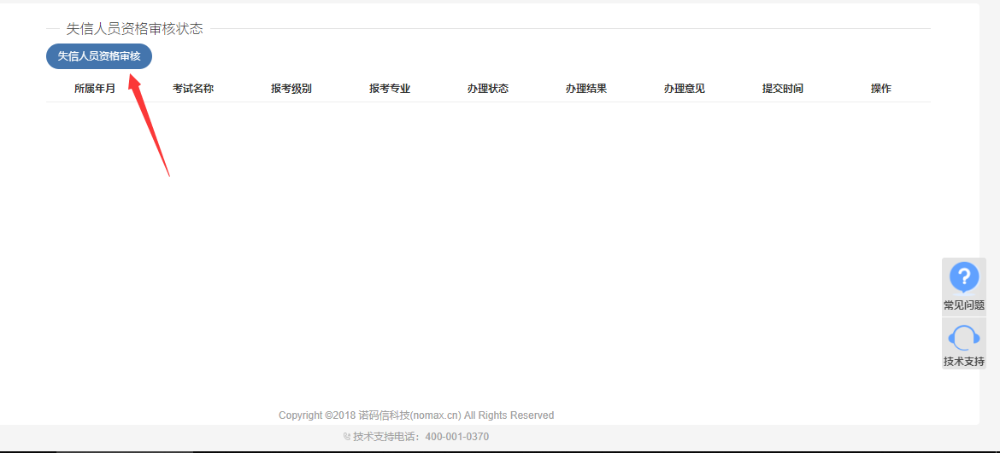 失信人员资格审核状态
失信人员资格审核
所属年月 考试名称 报考级别 报考专业 办理状态 办理结果 办理意见 提交时间 操作
?
常见问题
技术支持
Copyright ©2018 诺码信科技(nomax.cn) All Rights Reserved
技术支持电话：400-001-0370